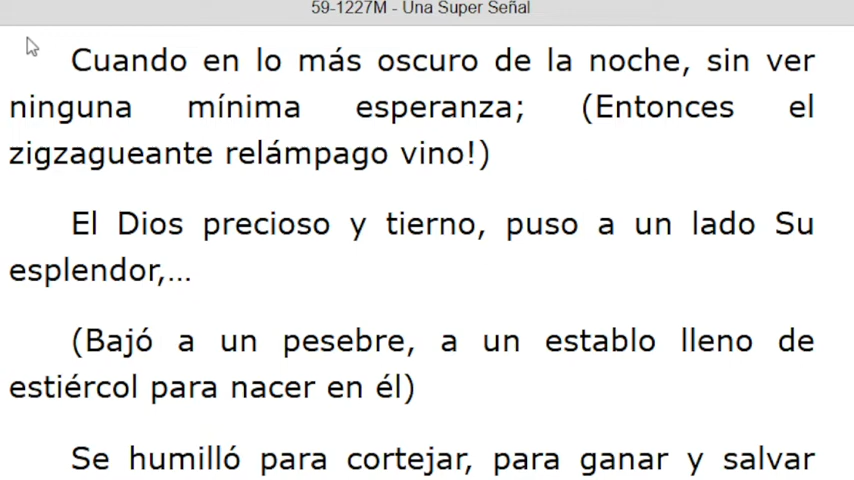 59-1227M - Una Super Señal
Cuando en lo más oscuro de la noche, sin ver
ninguna mínima esperanza; (Entonces el
zigzagueante relámpago vino!)
El Dios precioso y tierno, puso a un lado Su
esplendor,...
(Bajó a un pesebre, a un establo lleno de
estiércol para nacer en él)
Se humilló para cortejar, para ganar y salvar